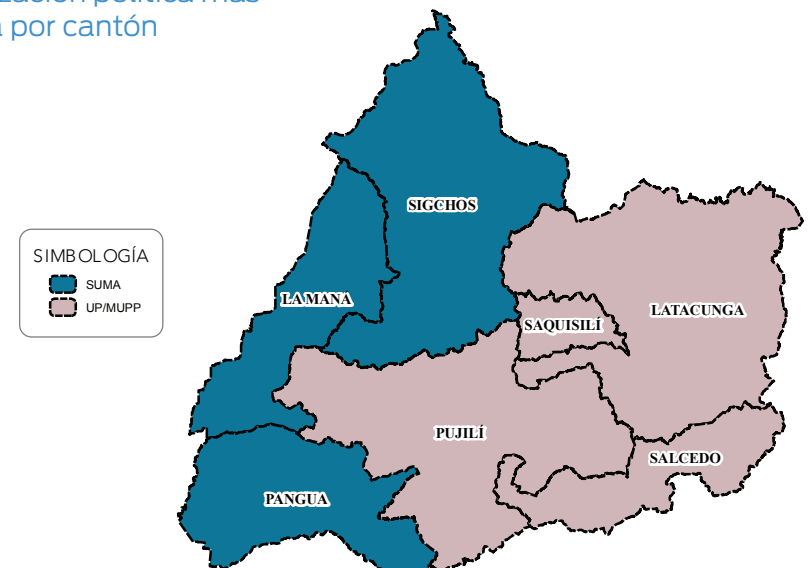 por cantón
SIGCHOS
SIMBOLOGÍA
SUMA
UP/MUPP
LA MANA
SAQUISILÍ
LATACUNGA
PUJILÍ
SALCEDO
PANGUA